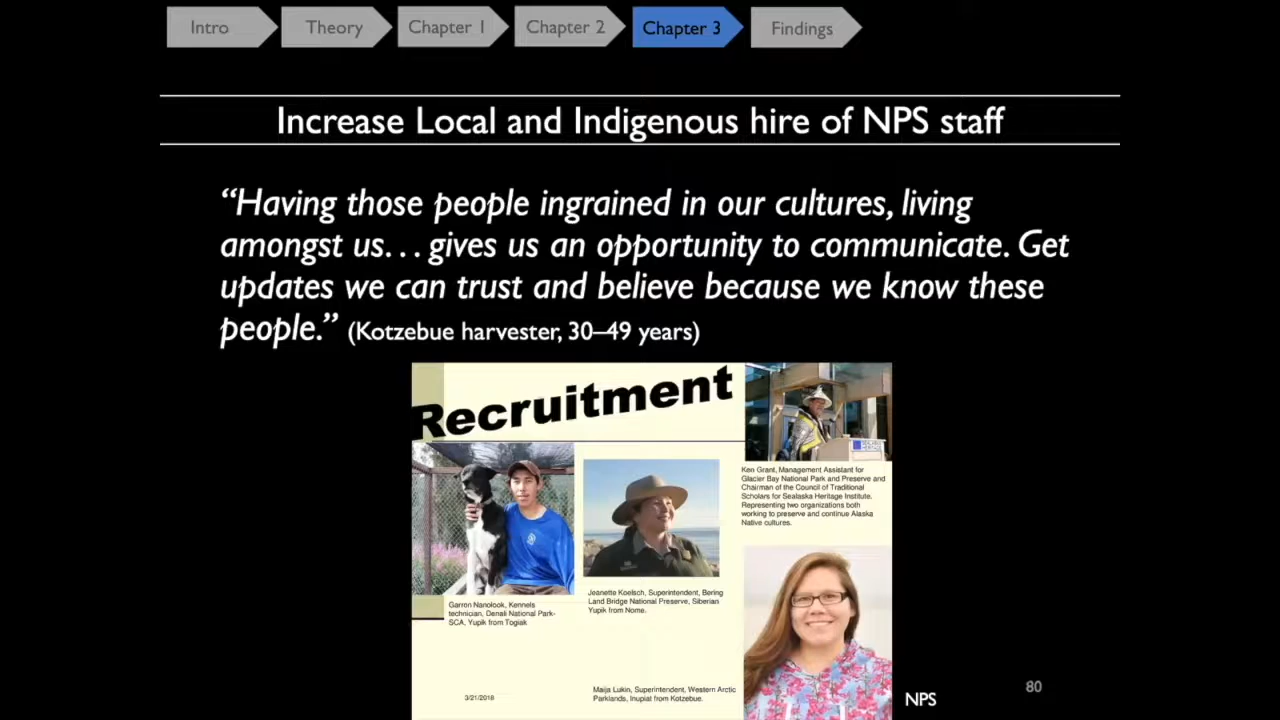 Intro
Theory
Chapter 1
Chapter 2
Chapter 3
Findings
Increase Local and Indigenous hire of NPS staff
“Having those people ingrained in our cultures, living
amongst us…gives us an opportunity to communicate. Get
updates we can trust and believe because we know these
people.” (Kotzebue harvester, 30–49 years)
Recruitment
SEALASKA
HERITAGE
Ken Grant, Management Assistant for
Glacier Bay National Park and Preserve and
Chairman of the Council of Traditional
Scholars for Sealaska Heritage Institute.
Representing two organizations both
working to preserve and continue Alaska
Native cultures.
Garron Nanolook, Kennels
technician, Denali National Park-
SCA, Yupik from Togiak
Jeanette Koelsch, Superintendent, Bering
Land Bridge National Preserve, Siberian
Yupik from Nome.
Maija Lukin, Superintendent, Western Arctic
Parklands, Inupiat from Kotzebue.
3/21/2018
NPS
80